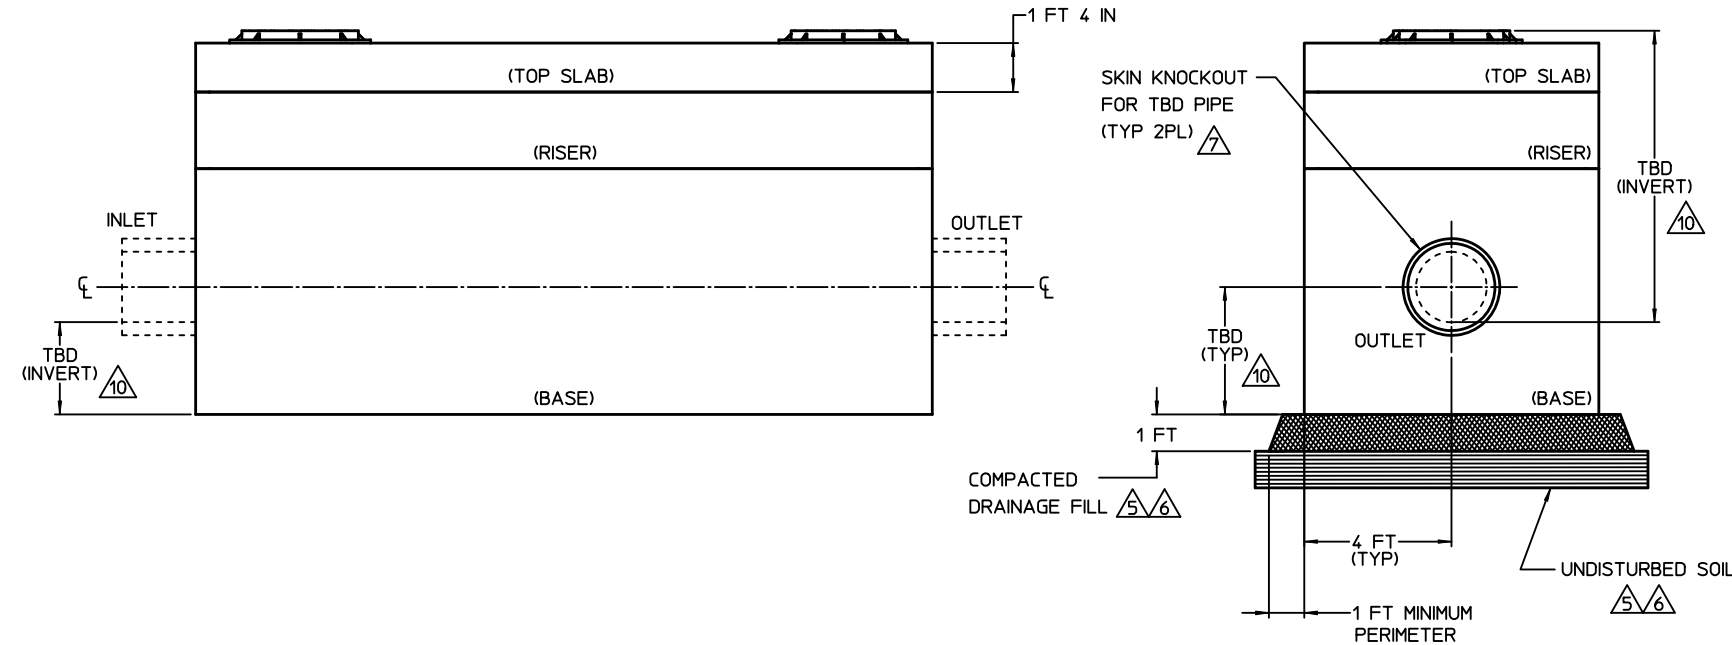 1 FT 4 IN
(TOP SLAB)
(RISER)
INLET
OUTLET
℄
℄
TBD
(INVERT)
10
(BASE)
SKIN KNOCKOUT
FOR TBD PIPE
(TYP 2PL)
7
(TOP SLAB)
(RISER)
TBD
(INVERT)
10
TBD
(TYP)
10
OUTLET
(BASE)
1 FT
COMPACTED
DRAINAGE FILL 5 6
4 FT
(TYP)
UNDISTURBED SOIL
5 6
1 FT MINIMUM
PERIMETER